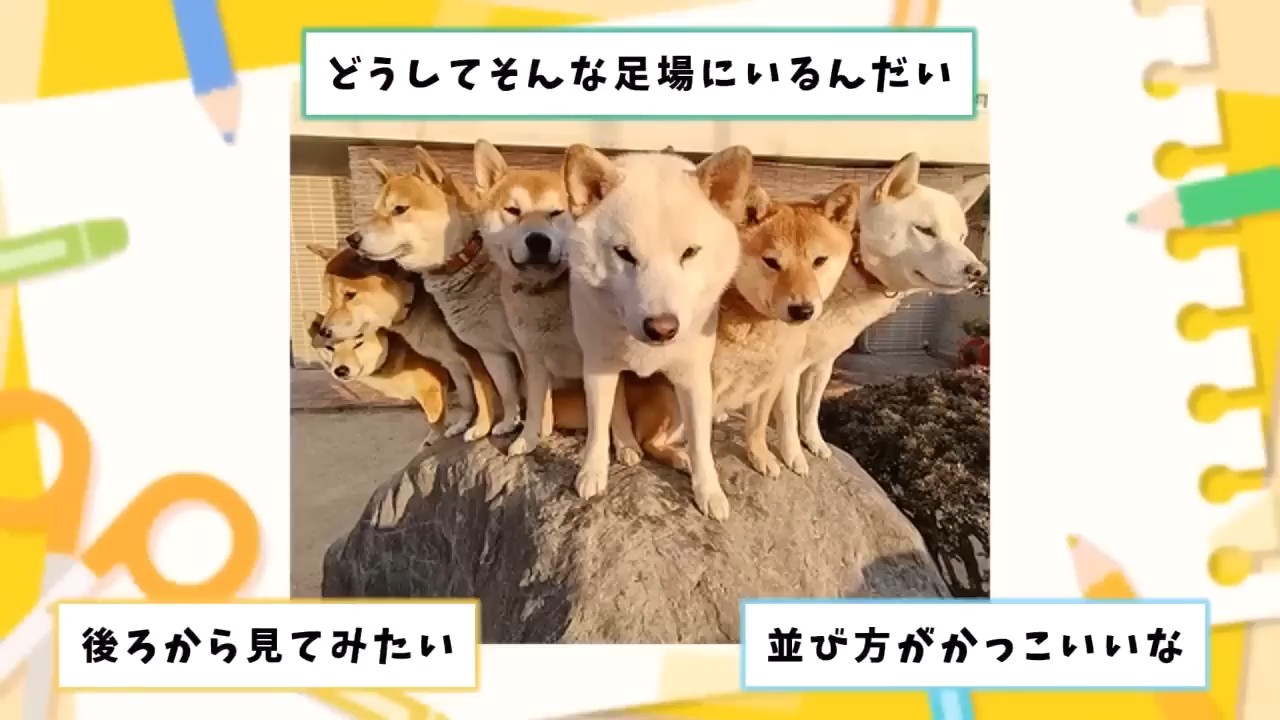 どうしてそんな足場にいるんだい
後ろから見てみたい
並び方がかっこいいな